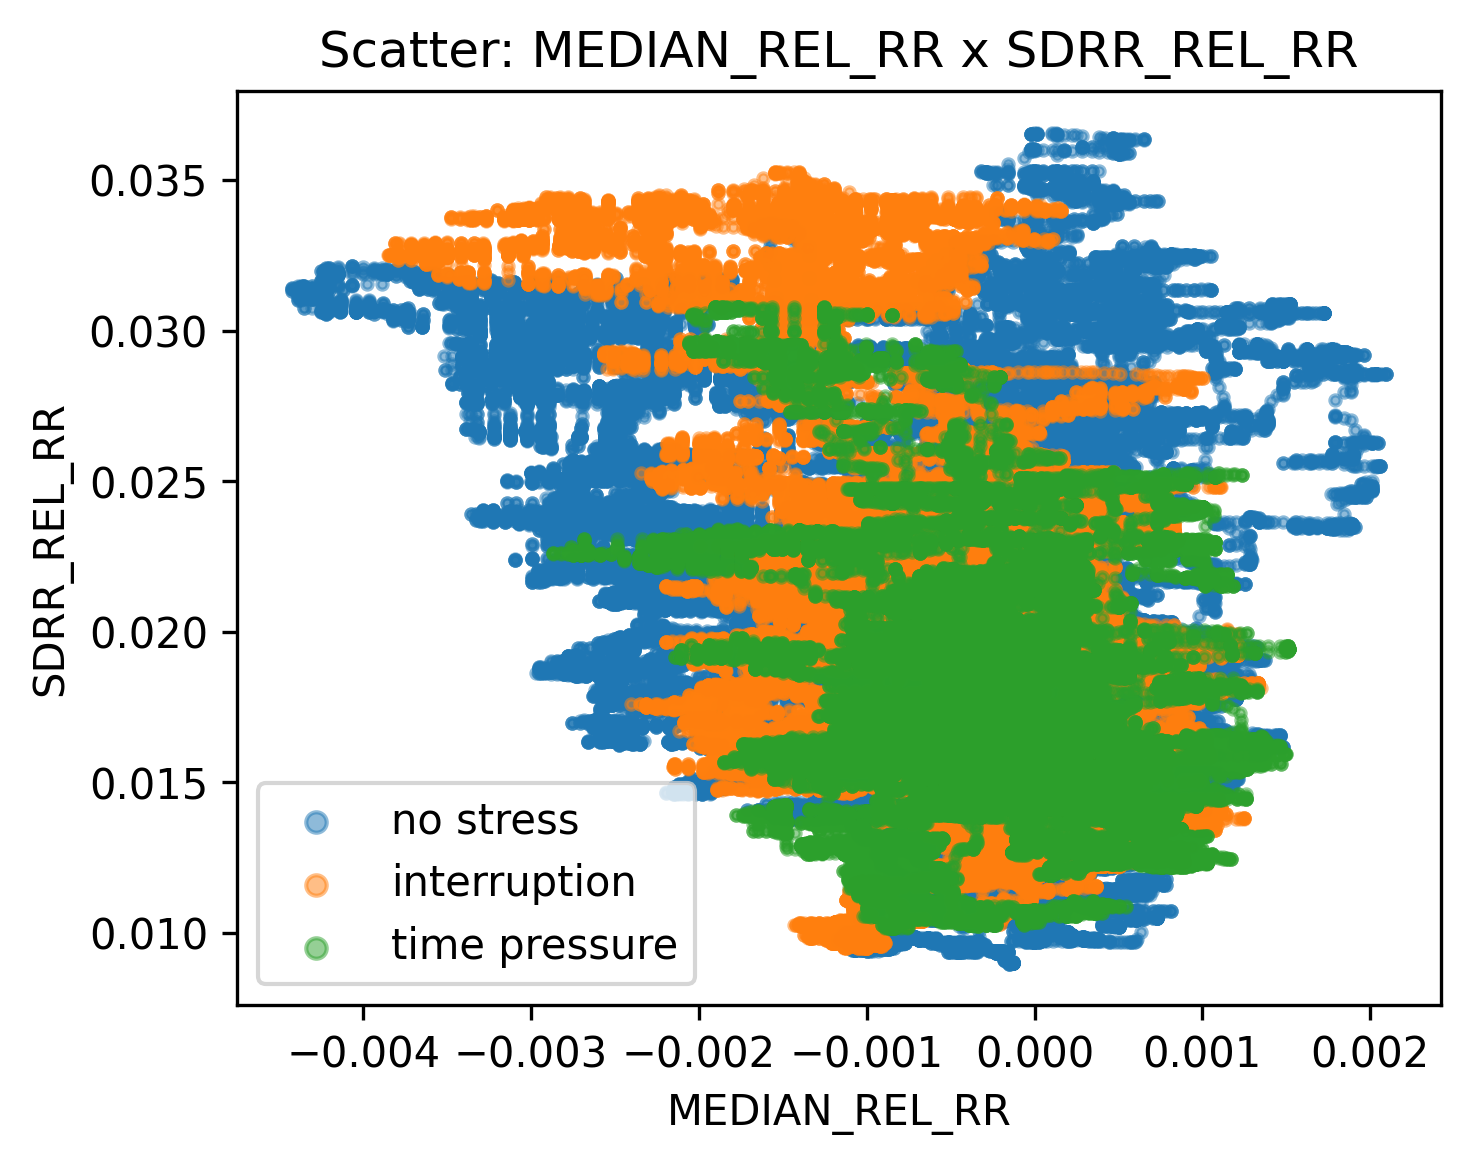 Scatter: MEDIAN_REL_RR x SDRR_REL_RR
SDRR_REL_RR
0.035
0.030
0.025
0.020
0.015
0.010
no stress
interruption
time pressure
−0.004 −0.003 −0.002 −0.001 0.000 0.001 0.002
MEDIAN_REL_RR